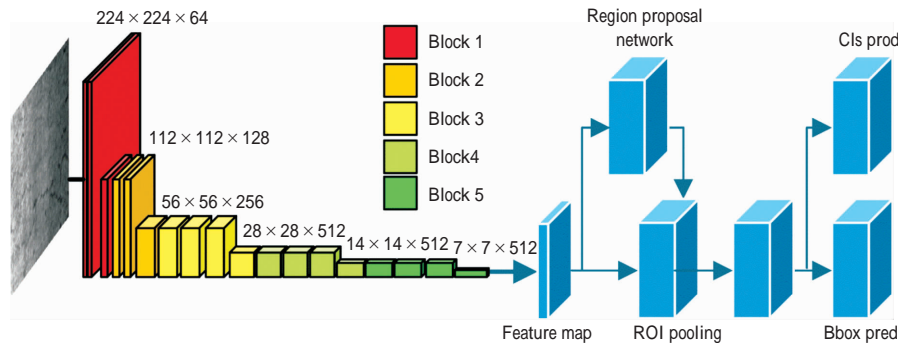 224 × 224 × 64
112 × 112 × 128
56 × 56 × 256
28 × 28 × 512
14 × 14 × 512
7 × 7 × 512
Block 1
Block 2
Block 3
Block4
Block 5
Region proposal
network
CIs prod
Feature map
ROI pooling
Bbox pred